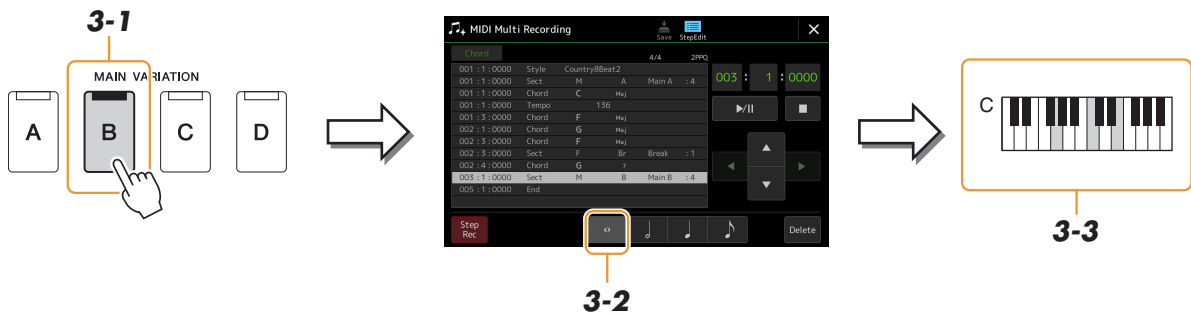 3-1
MAIN VARIATION
A B C D
MIDI Multi Recording Save StepEdit ×
Chord 4/4 2PPQ
001 : 1 : 0000 Style Country8Beat2
001 : 1 : 0000 Sect M A Main A : 4
001 : 1 : 0000 Chord C Maj
001 : 1 : 0000 Tempo 136
001 : 3 : 0000 Chord F Maj
002 : 1 : 0000 Chord G Maj
002 : 3 : 0000 Chord F Maj
002 : 3 : 0000 Sect F Br Break : 1
002 : 4 : 0000 Chord G 7
003 : 1 : 0000 Sect M B Main B : 4
005 : 1 : 0000 End
003 : 1 : 0000
Step
Rec
Delete
3-2
C
3-3